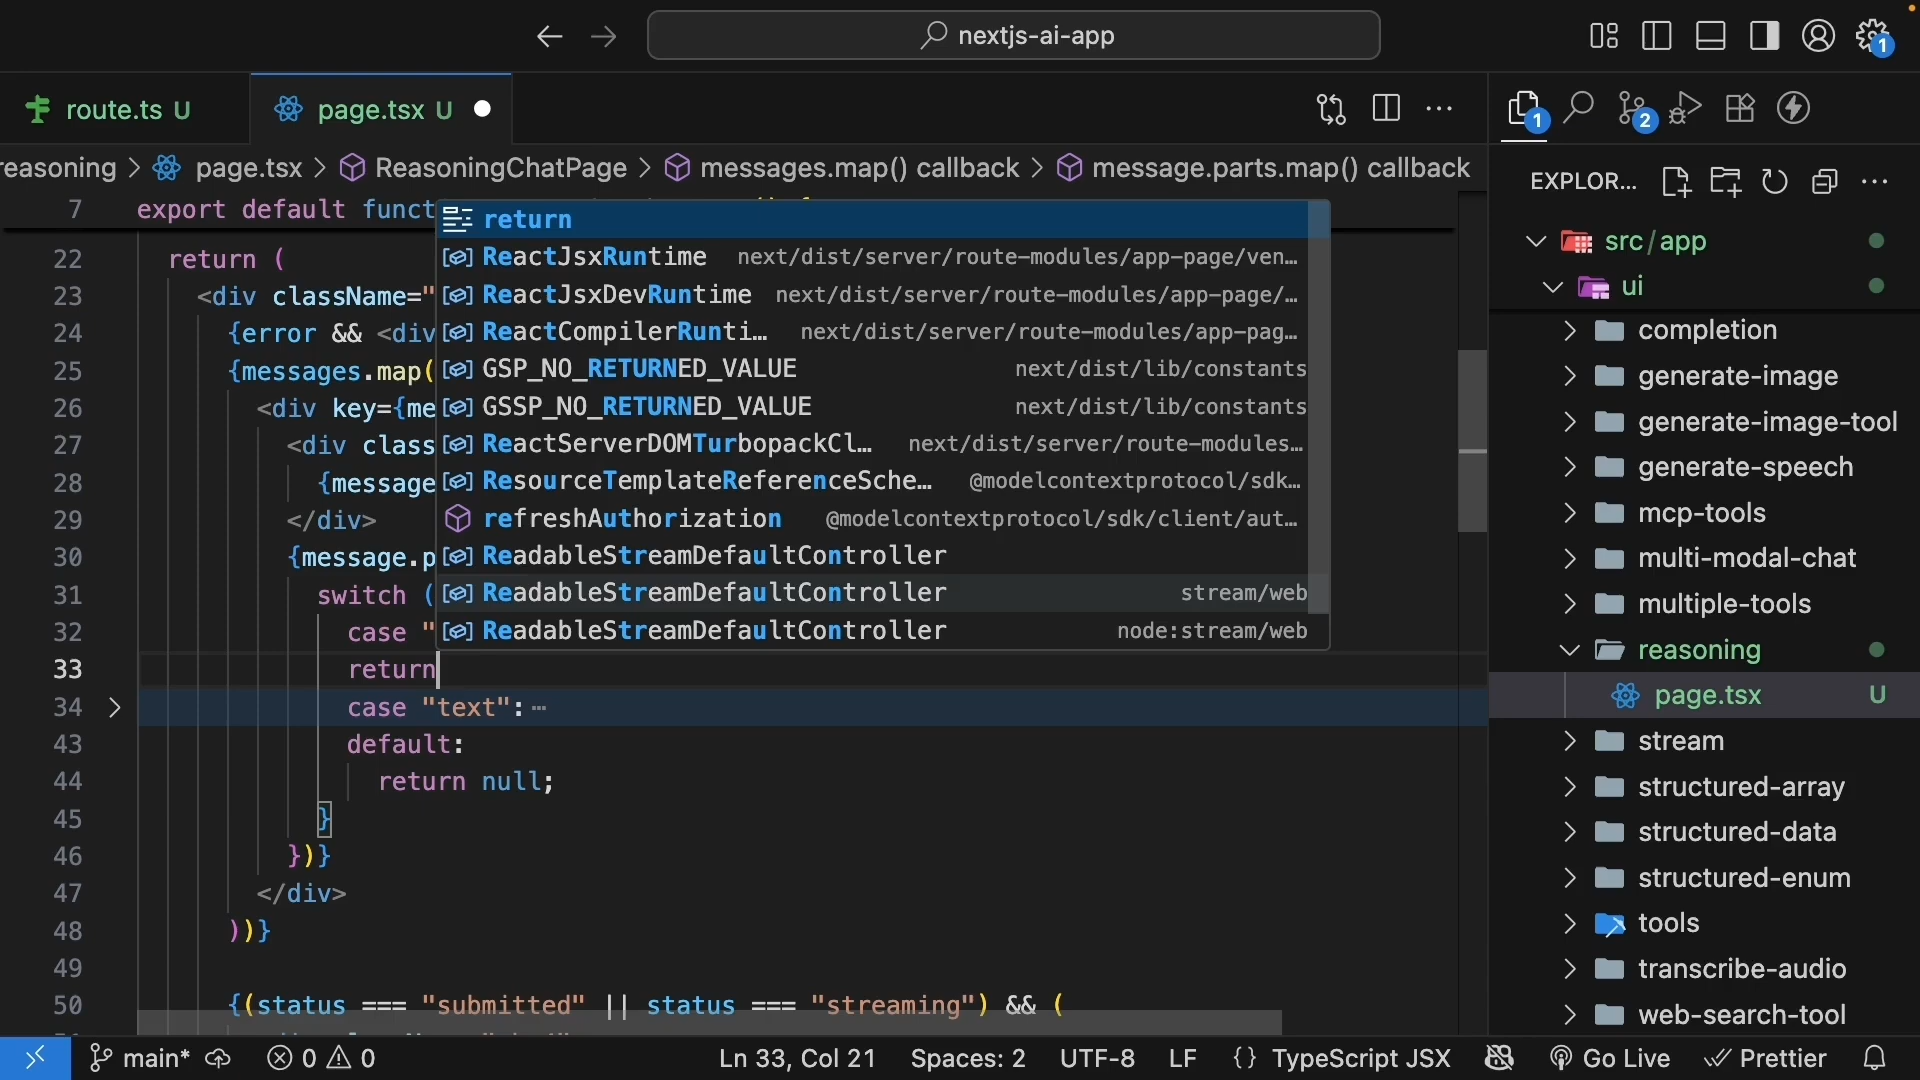 nextjs-ai-app
1
route.ts U
page.tsx U
1
2
reasoning > page.tsx > ReasoningChatPage > messages.map() callback > message.parts.map() callback
EXPLOR...
7 export default funct
return
22 return (
ReactJsxRuntime next/dist/server/route-modules/app-page/ven...
23 <div className="
ReactJsxDevRuntime next/dist/server/route-modules/app-page/...
24 {error && <div
ReactCompilerRunti... next/dist/server/route-modules/app-pag...
25 {messages.map(
GSP_NO_RETURNED_VALUE next/dist/lib/constants
26 <div key={me
GSSP_NO_RETURNED_VALUE next/dist/lib/constants
27 <div class
ReactServerDOMTurbopackCl... next/dist/server/route-modules...
28 {message
ResourceTemplateReferenceSche... @modelcontextprotocol/sdk...
29 </div>
refreshAuthorization @modelcontextprotocol/sdk/client/aut...
30 {message.p
ReadableStreamDefaultController
31 switch (
ReadableStreamDefaultController stream/web
32 case "
ReadableStreamDefaultController node:stream/web
33 return
34 case "text": ...
43 default:
44 return null;
45 }
46 })}
47 </div>
48 ))}
49
50 {(status === "submitted" || status === "streaming") && (
src/app
ui
completion
generate-image
generate-image-tool
generate-speech
mcp-tools
multi-modal-chat
multiple-tools
reasoning
page.tsx U
stream
structured-array
structured-data
structured-enum
tools
transcribe-audio
web-search-tool
main* 0 0 Ln 33, Col 21 Spaces: 2 UTF-8 LF {} TypeScript JSX Go Live Prettier